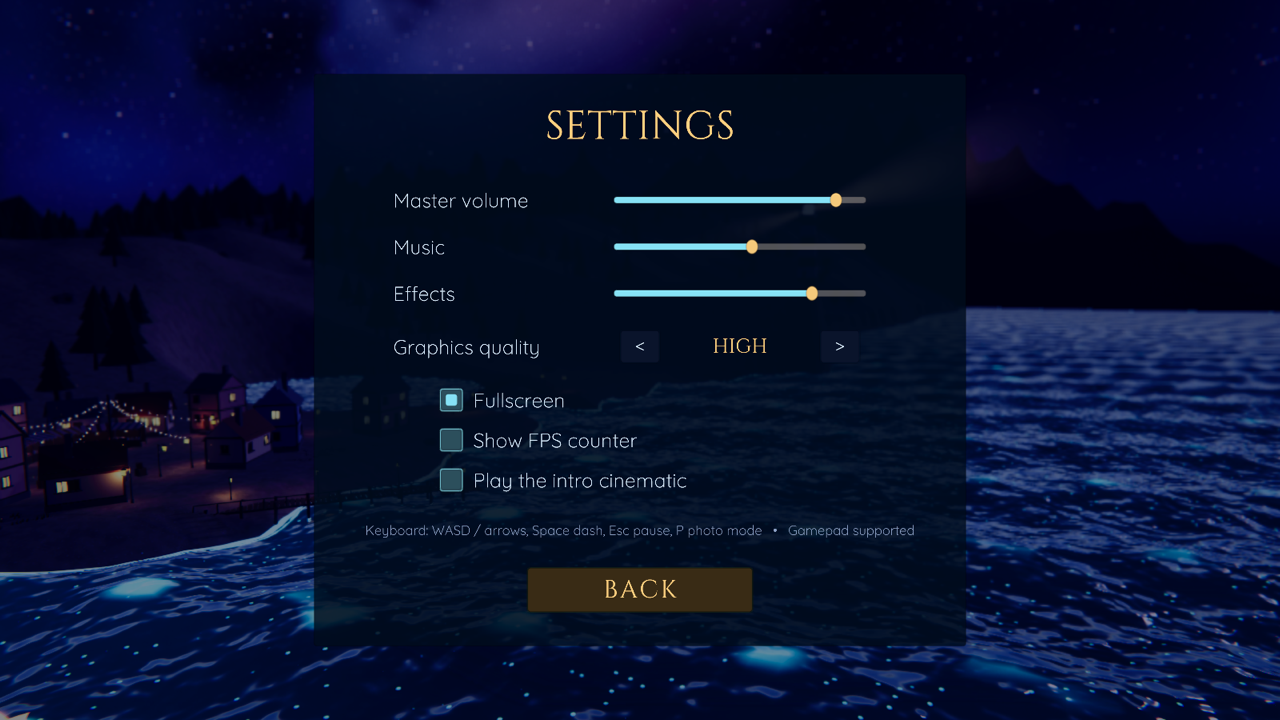 SETTINGS
Master volume
Music
Effects
Graphics quality < HIGH >
Fullscreen
Show FPS counter
Play the intro cinematic
Keyboard: WASD / arrows, Space dash, Esc pause, P photo mode • Gamepad supported
BACK